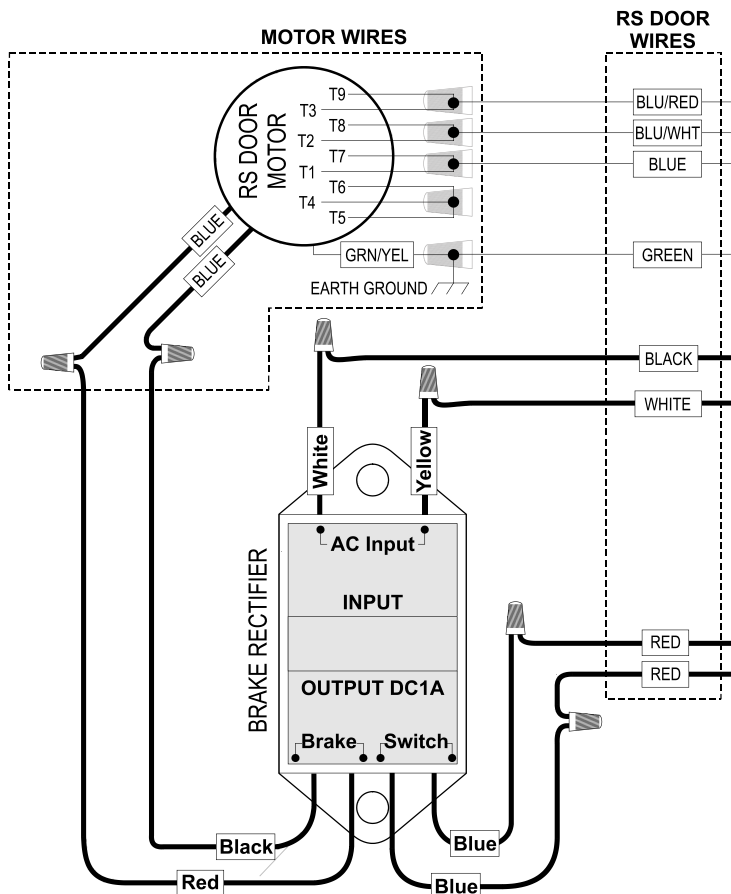 RS DOOR
WIRES
MOTOR WIRES
RS DOOR
MOTOR
T9
T3
T8
T2
T7
T1
T6
T4
T5
BLU/RED
BLU/WHT
BLUE
BLUE
BLUE
GRN/YEL
GREEN
EARTH GROUND
BLACK
WHITE
White
Yellow
AC Input
INPUT
BRAKE RECTIFIER
OUTPUT DC1A
Brake
Switch
RED
RED
Black
Blue
Red
Blue